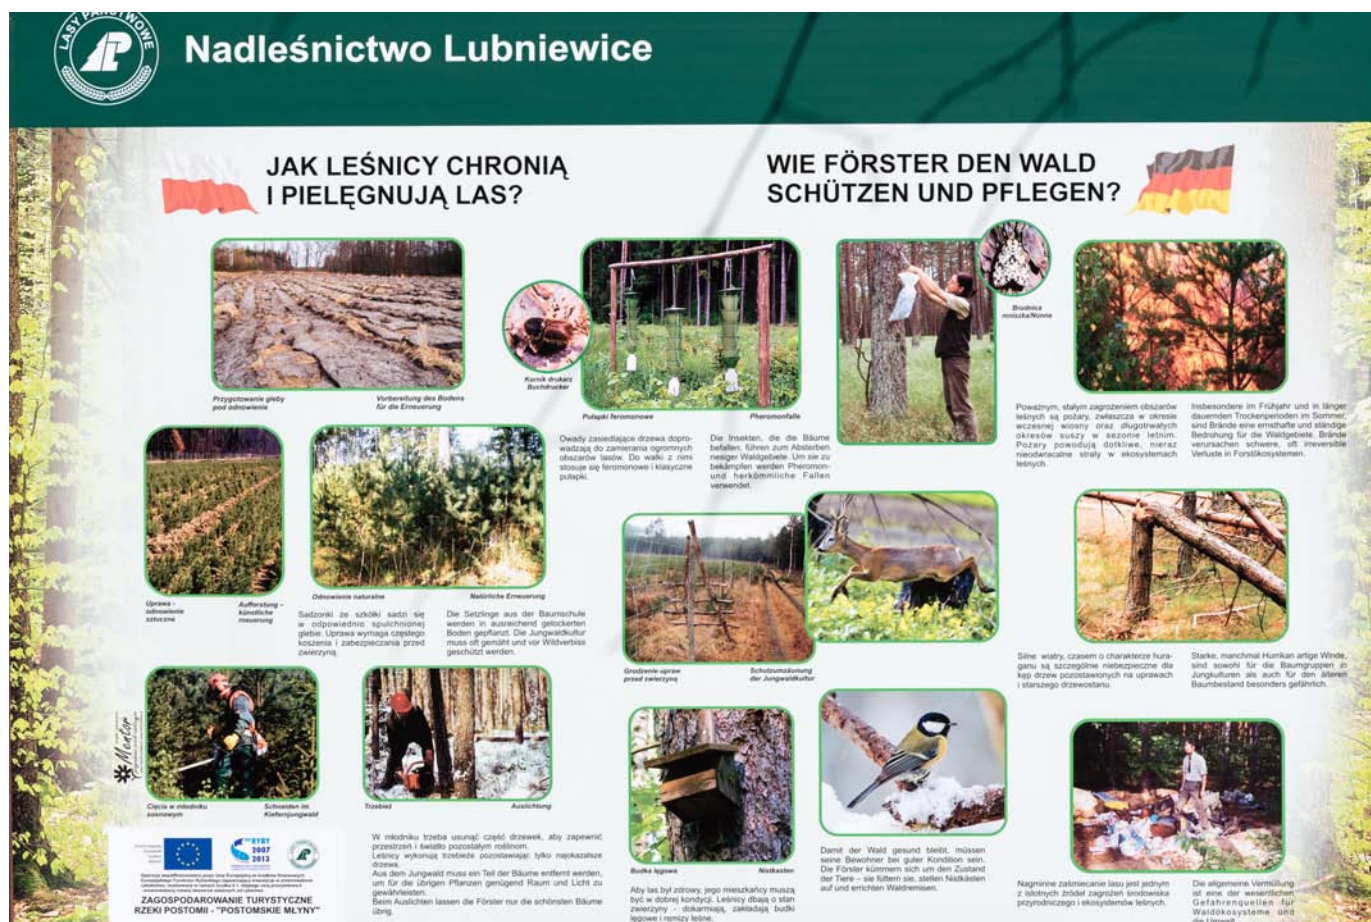 LASY PAŃSTWOWE
Nadleśnictwo Lubniewice
JAK LEŚNICY CHRONIĄ
I PIELĘGNUJĄ LAS?
WIE FÖRSTER DEN WALD
SCHÜTZEN UND PFLEGEN?
Przygotowanie gleby
pod odnowienie
Vorbereitung des Bodens
für die Erneuerung
Kornik drukarz
Buchdrucker
Pułapki feromonowe
Pheromonfalle
Brudnica
mniszka/Nonne
Owady zasiedlające drzewa dopro-
wadzają do zamierania ogromnych
obszarów lasów. Do walki z nimi
stosuje się feromonowe i klasyczne
pułapki.
Die Insekten, die die Bäume
befallen, führen zum Absterben
riesiger Waldgebiete. Um sie zu
bekämpfen werden Pheromon-
und herkömmliche Fallen
verwendet.
Poważnym, stałym zagrożeniem obszarów
leśnych są pożary, zwłaszcza w okresie
wczesnej wiosny oraz długotrwałych
okresów suszy w sezonie letnim.
Pożary powodują dotkliwe, nieraz
nieodwracalne straty w ekosystemach
leśnych.
Insbesondere im Frühjahr und in länger
dauernden Trockenperioden im Sommer,
sind Brände eine ernsthafte und ständige
Bedrohung für die Waldgebiete. Brände
verursachen schwere, oft irreversible
Verluste in Forstökosystemen.
Uprawa -
odnowienie
sztuczne
Aufforstung –
künstliche
rneuerung
Odnowienie naturalne
Natürliche Erneuerung
Sadzonki ze szkółki sadzi się
w odpowiednio spulchnionej
glebie. Uprawa wymaga częstego
koszenia i zabezpieczania przed
zwierzyną.
Die Setzlinge aus der Baumschule
werden in ausreichend gelockerten
Boden gepflanzt. Die Jungwaldkultur
muss oft gemäht und vor Wildverbiss
geschützt werden.
Grodzenie upraw
przed zwierzyną
Schutzumzäunung
der Jungwaldkultur
Silne wiatry, czasem o charakterze hura-
ganu są szczególnie niebezpieczne dla
kęp drzew pozostawionych na uprawach
i starszego drzewostanu.
Starke, manchmal Hurrikan artige Winde,
sind sowohl für die Baumgruppen in
Jungkulturen als auch für den älteren
Baumbestand besonders gefährlich.
Mentor
Cięcia w młodniku
sosnowym
Schneiden im
Kiefernjungwald
Trzebież
Auslichtung
W młodniku trzeba usunąć część drzewek, aby zapewnić
przestrzeń i światło pozostałym roślinom.
Leśnicy wykonują trzebieże pozostawiając tylko najokazalsze
drzewa.
Aus dem Jungwald muss ein Teil der Bäume entfernt werden,
um für die übrigen Pflanzen genügend Raum und Licht zu
gewährleisten.
Beim Auslichten lassen die Förster nur die schönsten Bäume
übrig.
Budka lęgowa
Nistkasten
Aby las był zdrowy, jego mieszkańcy muszą
być w dobrej kondycji. Leśnicy dbają o stan
zwierzyny - dokarmiają, zakładają budki
lęgowe i remizy leśne.
Damit der Wald gesund bleibt, müssen
seine Bewohner bei guter Kondition sein.
Die Förster kümmern sich um den Zustand
der Tiere – sie füttern sie, stellen Nistkästen
auf und errichten Waldremisen.
Nagminne zaśmiecanie lasu jest jednym
z istotnych źródeł zagrożeń środowiska
przyrodniczego i ekosystemów leśnych.
Die allgemeine Vermüllung
ist eine der wesentlichen
Gefahrenquellen für
Waldökosysteme und
die Umwelt.
RYBY
2007
2013
ZAGOSPODAROWANIE TURYSTYCZNE
RZEKI POSTOMII - "POSTOMSKIE MŁYNY"